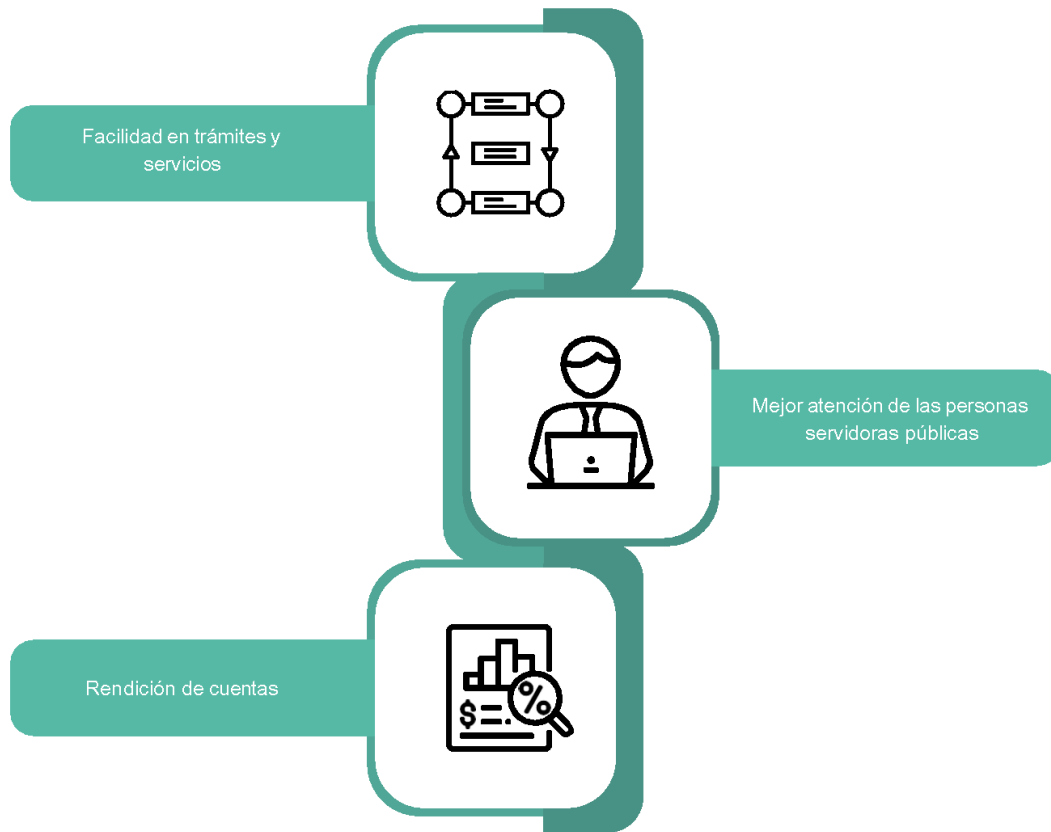 Facilidad en trámites y
servicios
Mejor atención de las personas
servidoras públicas
Rendición de cuentas
%
$